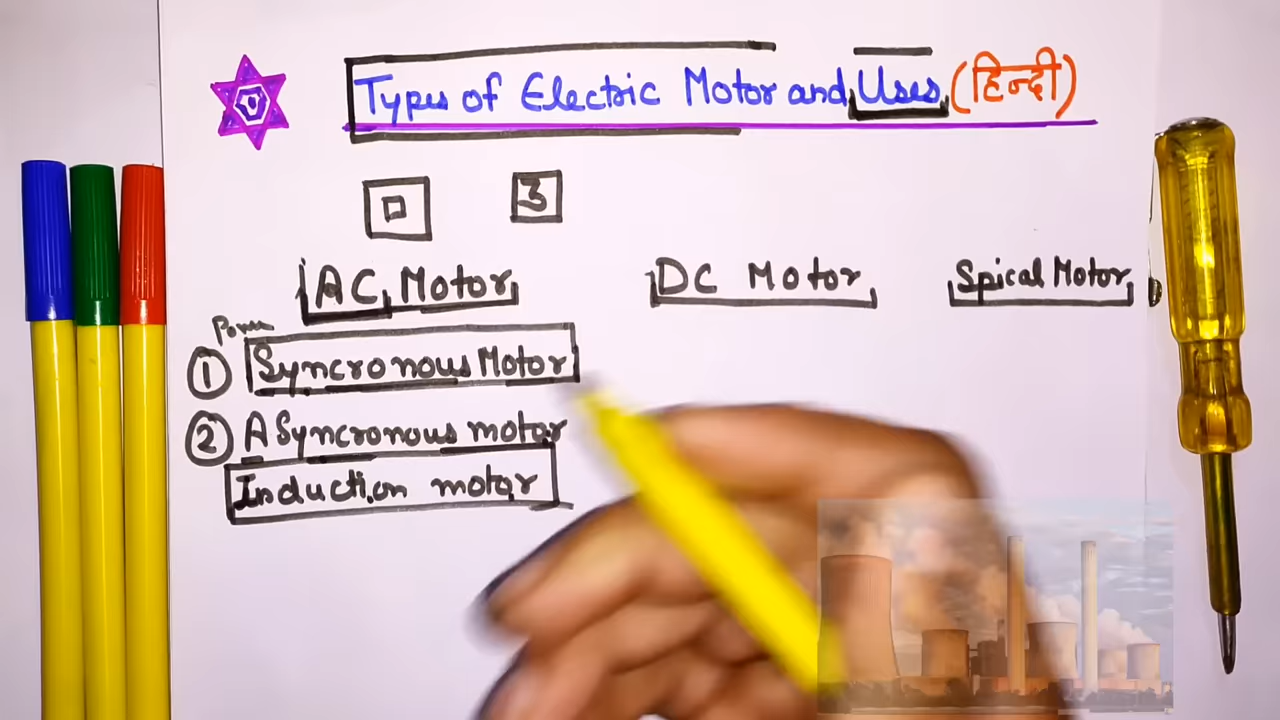 Types of Electric Motor and Uses (हिन्दी)
3
AC Motor
DC Motor
Spical Motor
Power
① Syncronous Motor
② A Syncronous motor
Induction motor